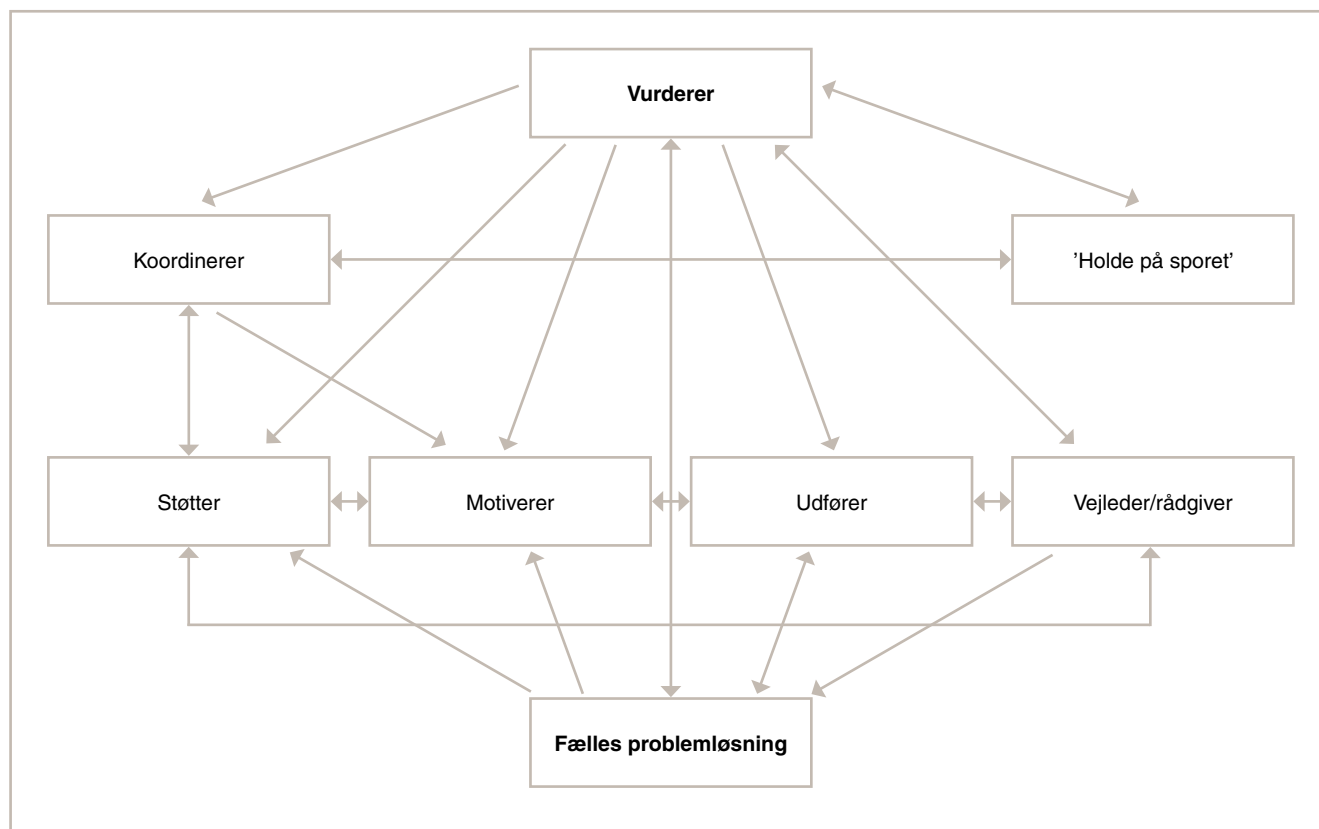 Vurderer
Koordinerer
’Holde på sporet’
Støtter
Motiverer
Udfører
Vejleder/rådgiver
Fælles problemløsning